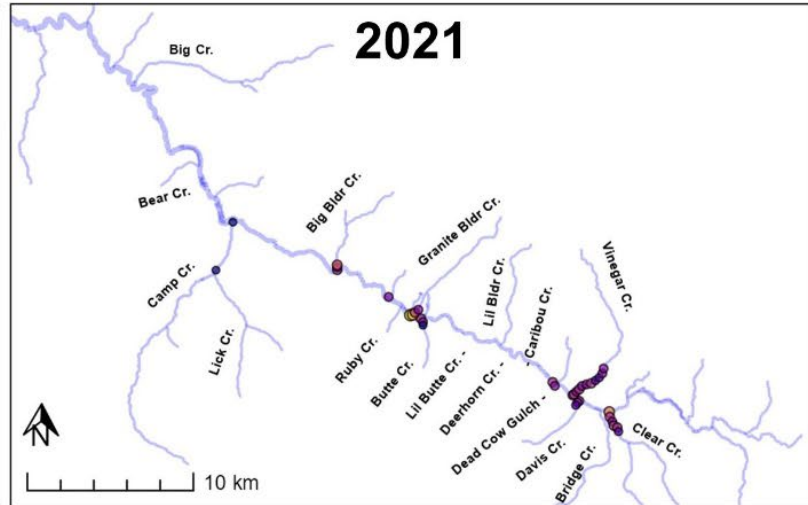 2021
Big Cr.
Bear Cr.
Big Bldr Cr.
Granite Bldr Cr.
Lil Bldr Cr.
- Caribou Cr.
Vinegar Cr.
Camp Cr.
Lick Cr.
Ruby Cr.
Butte Cr.
Lil Butte Cr. -
Deerhorn Cr. -
Dead Cow Gulch -
Davis Cr.
Bridge Cr.
Clear Cr.
N
10 km